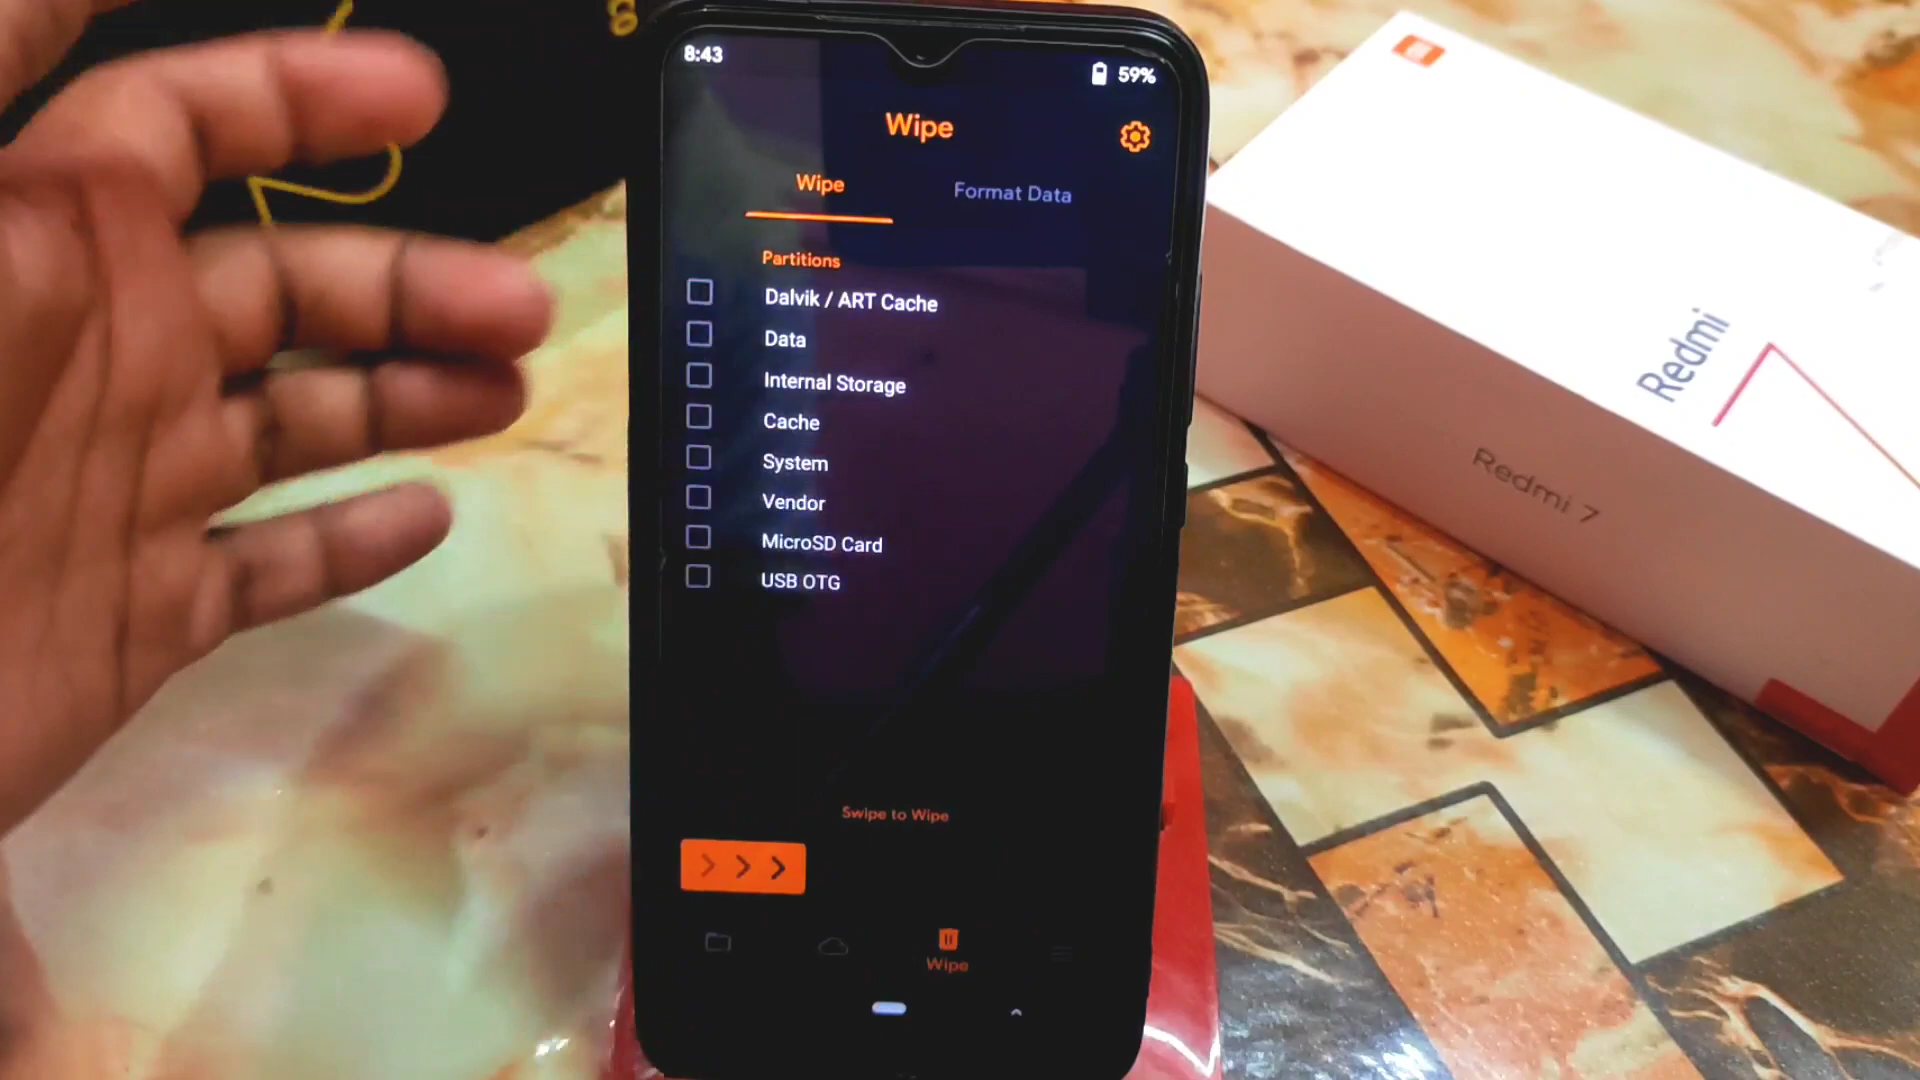 8:43
59%
Wipe
Wipe
Format Data
Partitions
Dalvik / ART Cache
Data
Internal Storage
Cache
System
Vendor
MicroSD Card
USB OTG
Swipe to Wipe
Wipe
Redmi 7
Redmi 7